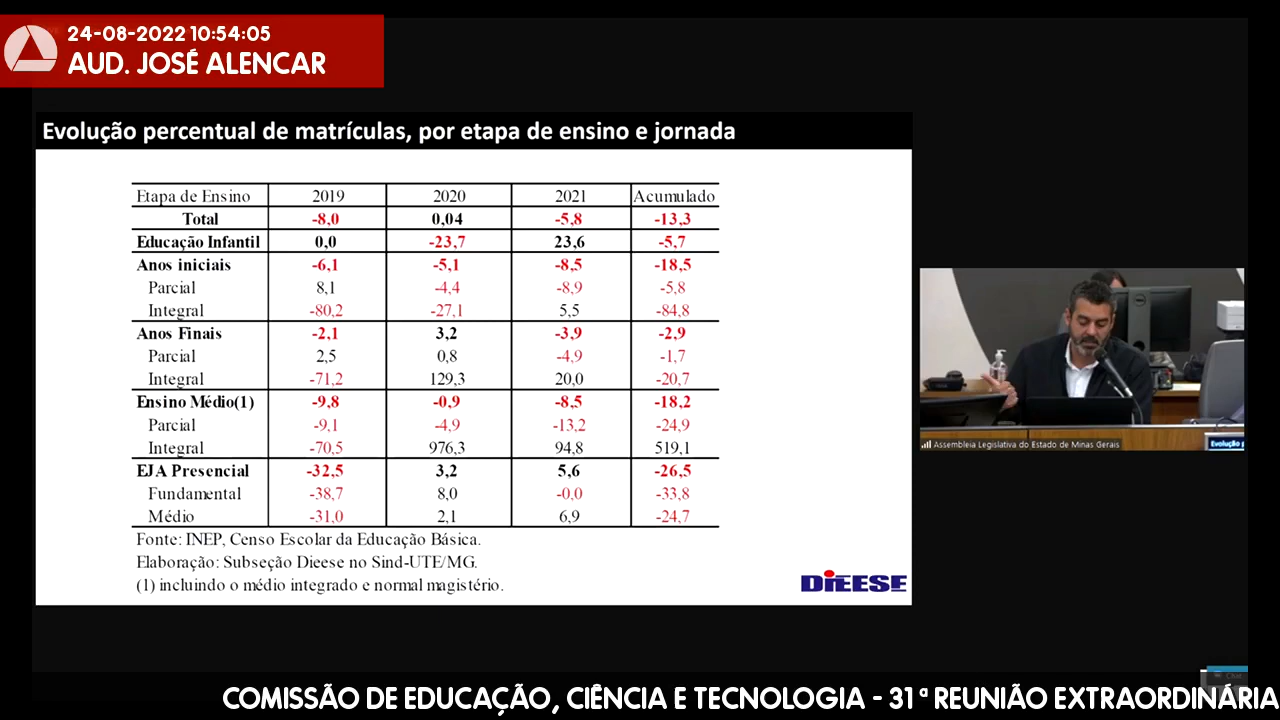 24-08-2022 10:54:05
AUD. JOSÉ ALENCAR
Evolução percentual de matrículas, por etapa de ensino e jornada
Etapa de Ensino 2019 2020 2021 Acumulado
Total -8,0 0,04 -5,8 -13,3
Educação Infantil 0,0 -23,7 23,6 -5,7
Anos iniciais -6,1 -5,1 -8,5 -18,5
Parcial 8,1 -4,4 -8,9 -5,8
Integral -80,2 -27,1 5,5 -84,8
Anos Finais -2,1 3,2 -3,9 -2,9
Parcial 2,5 0,8 -4,9 -1,7
Integral -71,2 129,3 20,0 -20,7
Ensino Médio(1) -9,8 -0,9 -8,5 -18,2
Parcial -9,1 -4,9 -13,2 -24,9
Integral -70,5 976,3 94,8 519,1
EJA Presencial -32,5 3,2 5,6 -26,5
Fundamental -38,7 8,0 -0,0 -33,8
Médio -31,0 2,1 6,9 -24,7
Fonte: INEP, Censo Escolar da Educação Básica.
Elaboração: Subseção Dieese no Sind-UTE/MG.
(1) incluindo o médio integrado e normal magistério.
DIEESE
DELL
Assembleia Legislativa do Estado de Minas Gerais
Evolução
COMISSÃO DE EDUCAÇÃO, CIÊNCIA E TECNOLOGIA - 31ª REUNIÃO EXTRAORDINÁRIA